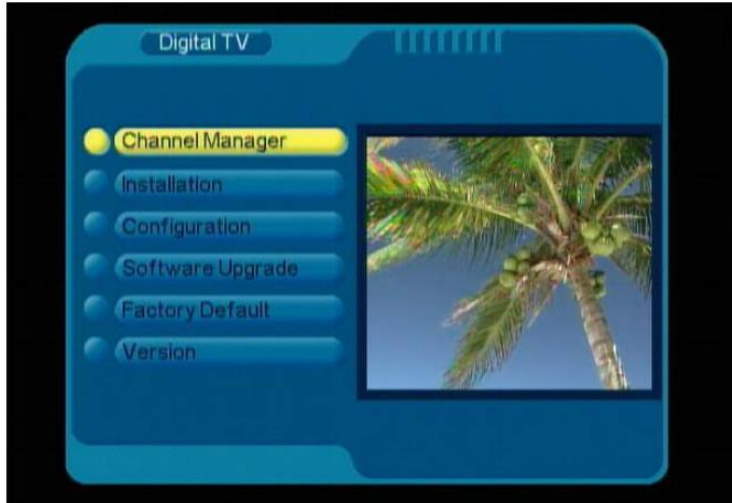 Digital TV
Channel Manager
Installation
Configuration
Software Upgrade
Factory Default
Version